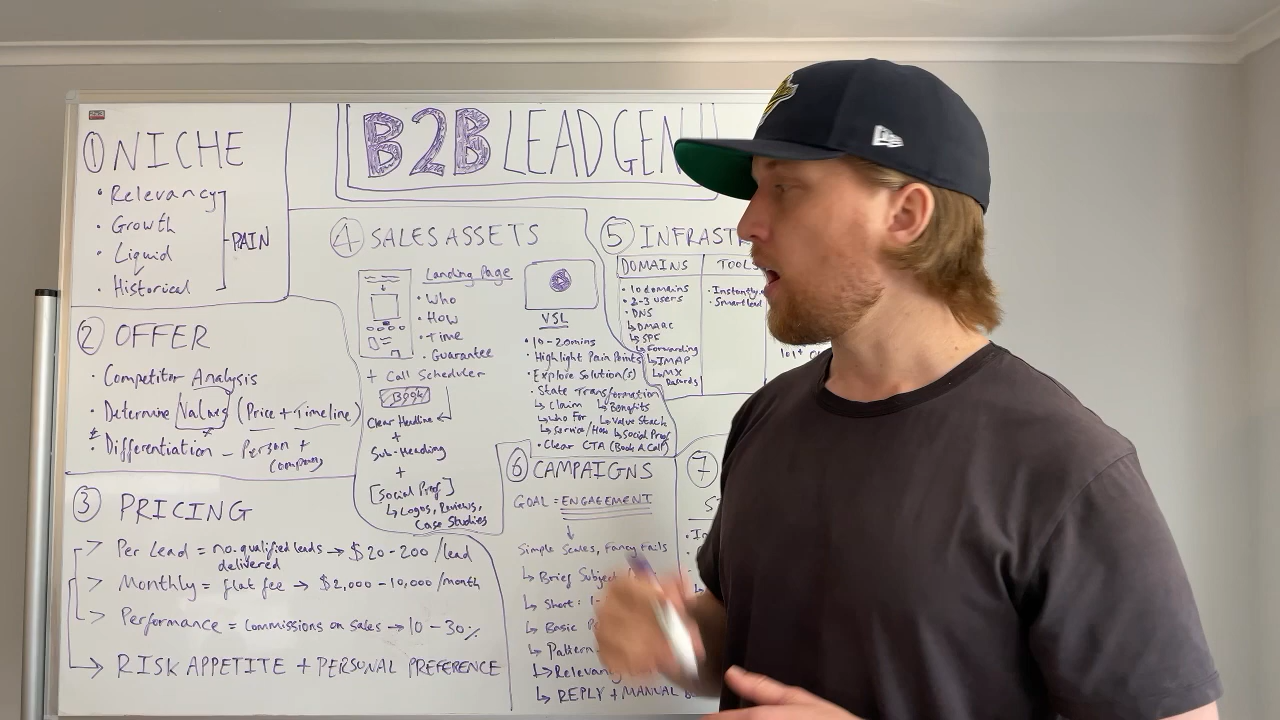 B2B LEAD GEN
① NICHE
• Relevancy
• Growth
• Liquid
• Historical
PAIN
② OFFER
• Competitor Analysis
• Determine Values (Price + Timeline)
* Differentiation – Person +
Company
③ PRICING
> Per Lead = no. qualified leads → $20-200/lead
delivered
> Monthly = flat fee → $2,000-10,000/month
> Performance = Commissions on sales → 10-30%
→ RISK APPETITE + PERSONAL PREFERENCE
④ SALES ASSETS
Landing Page
• Who
• How
• Time
• Guarantee
+ Call Scheduler
Book
Clear Headline
+
Sub-Heading
+
[Social Proof]
↳ Logos, Reviews,
Case Studies
VSL
• 10-20mins
• Highlight Pain Points
• Explore Solution(s)
• State Transformation
↳ Claim ↳ Benefits
↳ Who For ↳ Value Stack
↳ Service/How ↳ Social Proof
• Clear CTA (Book A Call)
⑤ INFRASTR
DOMAINS
• 10 domains
• 2-3 users
• DNS
↳ DMARC
↳ SPF
↳ Forwarding
↳ IMAP
↳ MX
Records
TOOLS
• Instantly.
• Smartlead
⑥ CAMPAIGNS
GOAL = ENGAGEMENT
Simple Scales, Fancy Fails
↳ Brief Subject
↳ Short: 1-
↳ Basic
↳ Pattern
↳ Relevancy
↳ REPLY + MANUAL
⑦